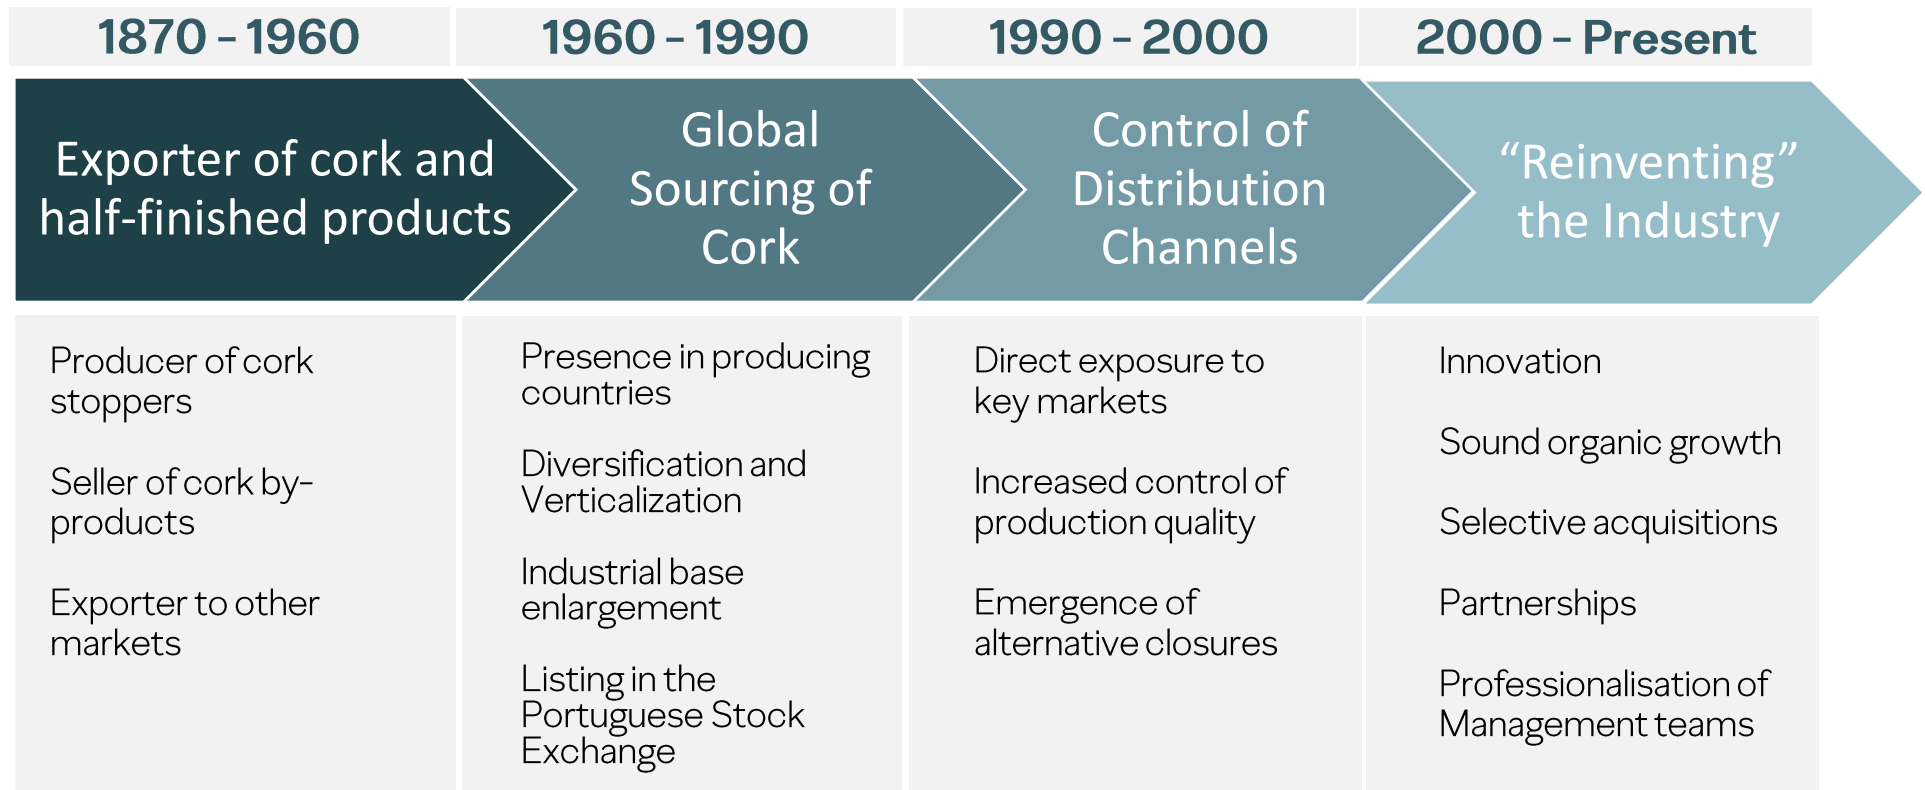 1870 – 1960
1960 – 1990
1990 – 2000
2000 – Present
Exporter of cork and
half-finished products
Global
Sourcing of
Cork
Control of
Distribution
Channels
“Reinventing”
the Industry
Producer of cork
stoppers
Seller of cork by-
products
Exporter to other
markets
Presence in producing
countries
Diversification and
Verticalization
Industrial base
enlargement
Listing in the
Portuguese Stock
Exchange
Direct exposure to
key markets
Increased control of
production quality
Emergence of
alternative closures
Innovation
Sound organic growth
Selective acquisitions
Partnerships
Professionalisation of
Management teams